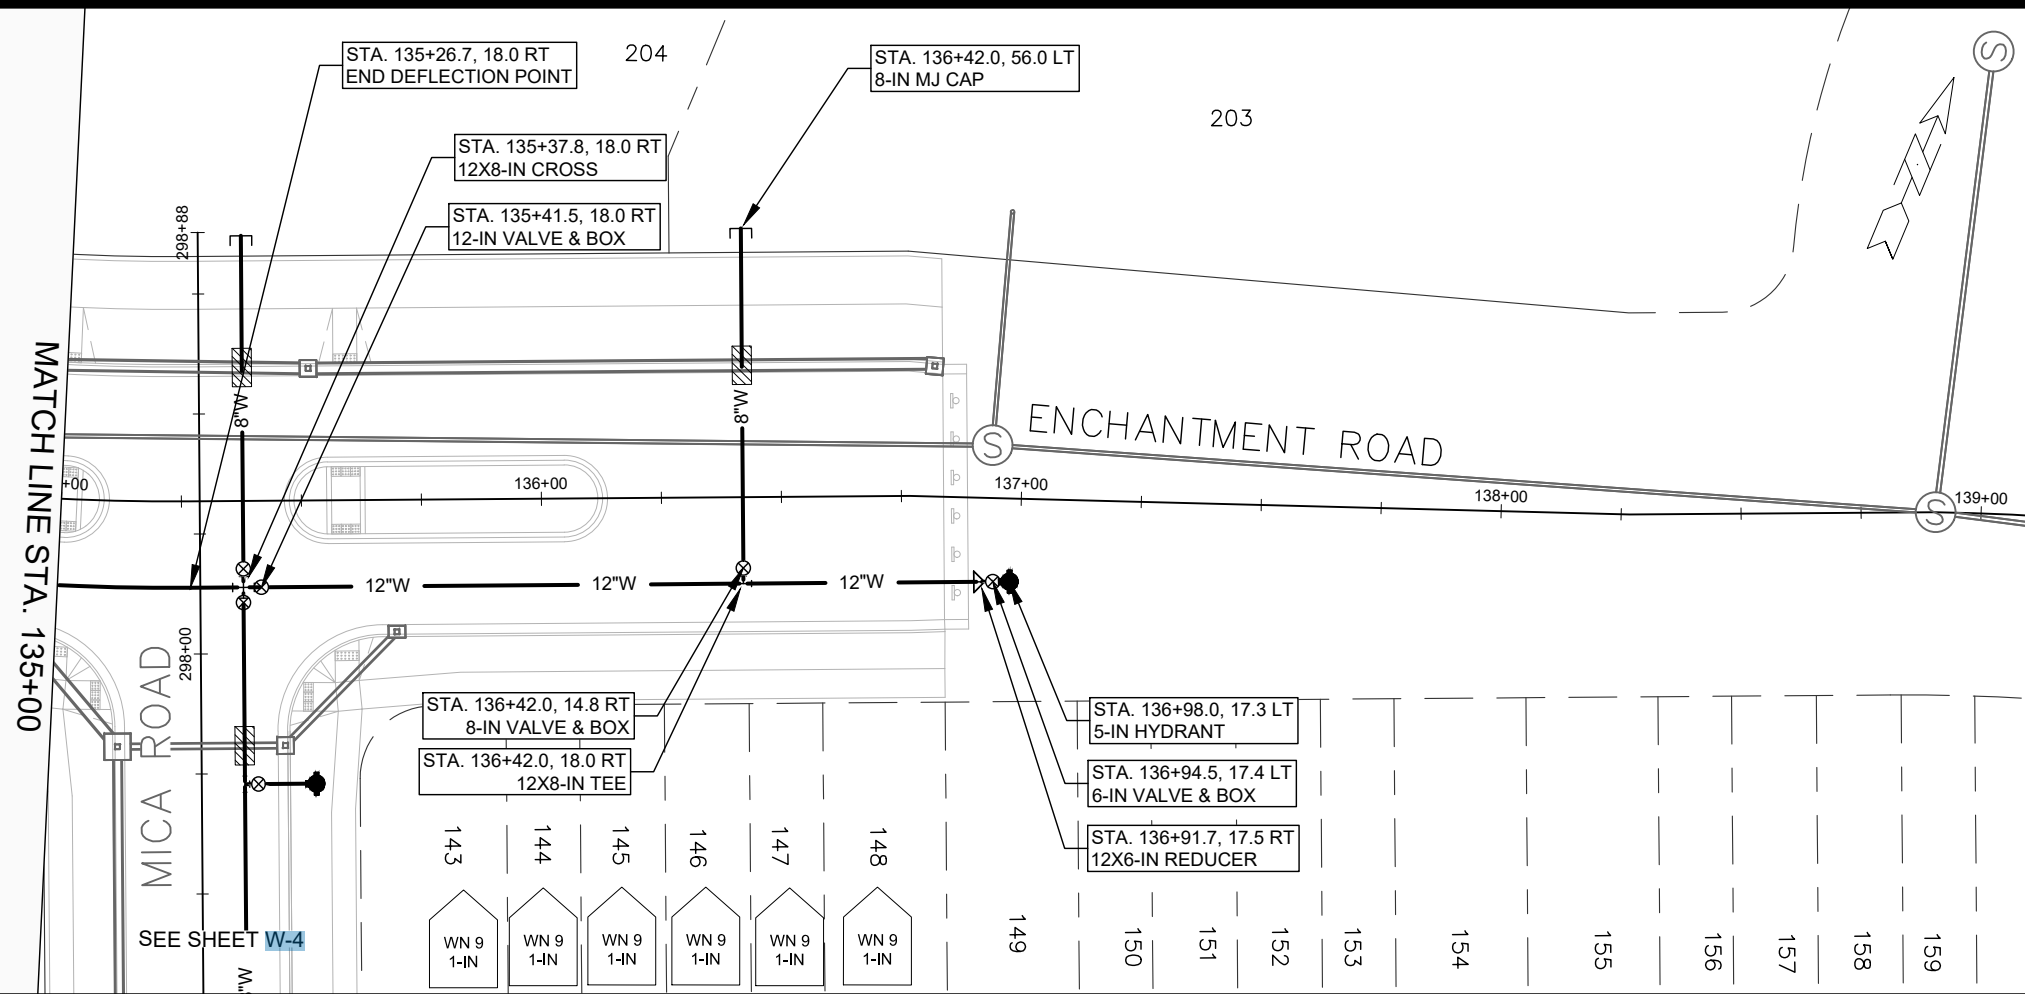 STA. 135+26.7, 18.0 RT
END DEFLECTION POINT
204
STA. 136+42.0, 56.0 LT
8-IN MJ CAP
203
STA. 135+37.8, 18.0 RT
12X8-IN CROSS
STA. 135+41.5, 18.0 RT
12-IN VALVE & BOX
298+88
MATCH LINE STA. 135+00
8"W
8"W
ENCHANTMENT ROAD
S
S
S
+00
136+00
137+00
138+00
139+00
12"W
12"W
12"W
298+00
MICA ROAD
STA. 136+42.0, 14.8 RT
8-IN VALVE & BOX
STA. 136+42.0, 18.0 RT
12X8-IN TEE
STA. 136+98.0, 17.3 LT
5-IN HYDRANT
STA. 136+94.5, 17.4 LT
6-IN VALVE & BOX
STA. 136+91.7, 17.5 RT
12X6-IN REDUCER
143
144
145
146
147
148
149
150
151
152
153
154
155
156
157
158
159
WN 9
1-IN
WN 9
1-IN
WN 9
1-IN
WN 9
1-IN
WN 9
1-IN
WN 9
1-IN
SEE SHEET W-4
"W